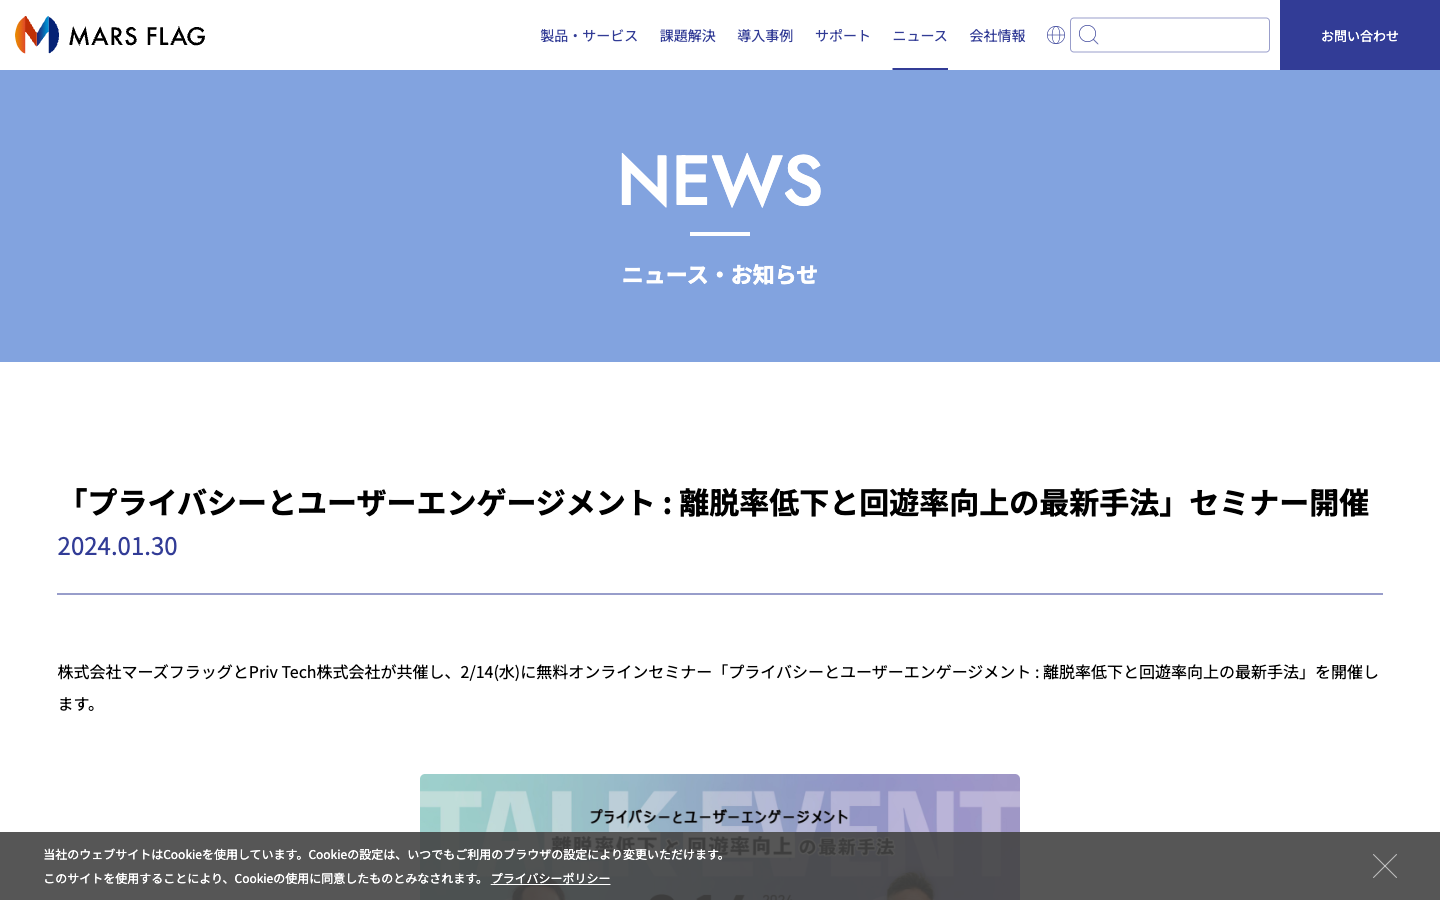 MARS FLAG
製品・サービス 課題解決 導入事例 サポート ニュース 会社情報 お問い合わせ
NEWS
ニュース・お知らせ
「プライバシーとユーザーエンゲージメント : 離脱率低下と回遊率向上の最新手法」セミナー開催
2024.01.30
株式会社マーズフラッグとPriv Tech株式会社が共催し、2/14(水)に無料オンラインセミナー「プライバシーとユーザーエンゲージメント : 離脱率低下と回遊率向上の最新手法」を開催し
ます。
TALK EVENT
プライバシーとユーザーエンゲージメント
離脱率低下 と 回遊率向上 の最新手法
当社のウェブサイトはCookieを使用しています。Cookieの設定は、いつでもご利用のブラウザの設定により変更いただけます。
このサイトを使用することにより、Cookieの使用に同意したものとみなされます。 プライバシーポリシー